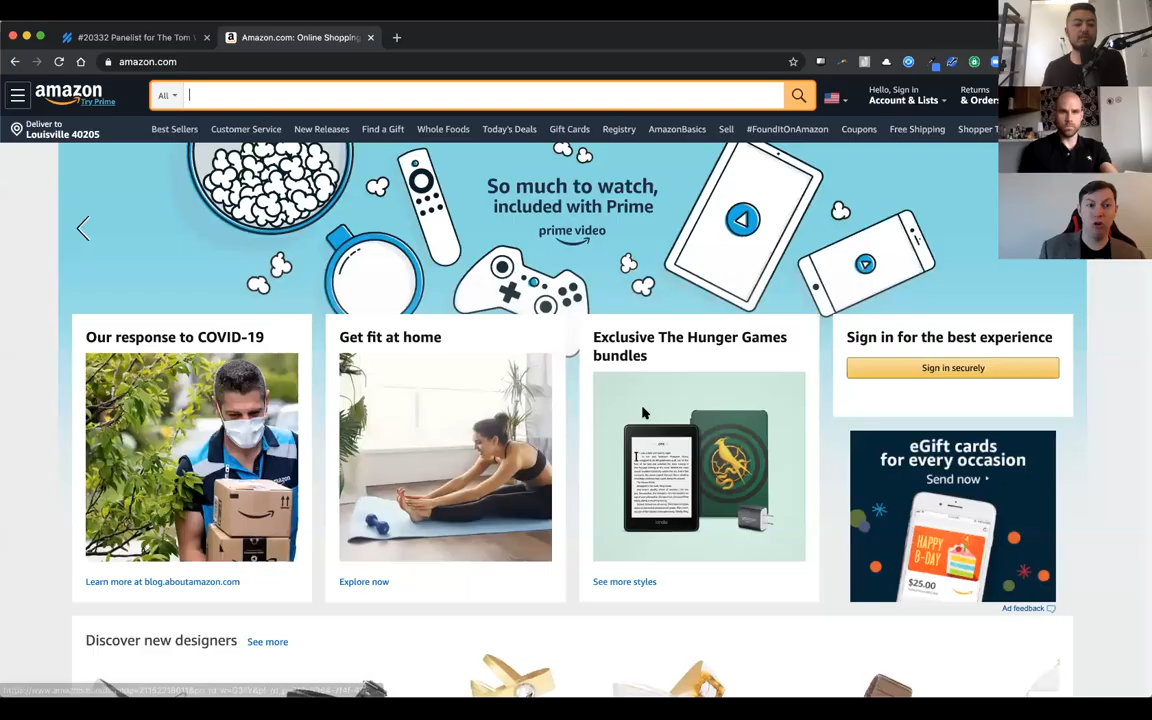 #20332 Panelist for The Tom
Amazon.com: Online Shopping
amazon.com
amazon
Try Prime
All
Hello, Sign in
Account & Lists
Returns
& Orders
Deliver to
Louisville 40205
Best Sellers Customer Service New Releases Find a Gift Whole Foods Today's Deals Gift Cards Registry AmazonBasics Sell #FoundItOnAmazon Coupons Free Shipping Shopper T
So much to watch,
included with Prime
prime video
Our response to COVID-19
Learn more at blog.aboutamazon.com
Get fit at home
Explore now
Exclusive The Hunger Games
bundles
kindle
See more styles
Sign in for the best experience
Sign in securely
eGift cards
for every occasion
Send now
HAPPY
B-DAY
$25.00
Ad feedback
Discover new designers See more